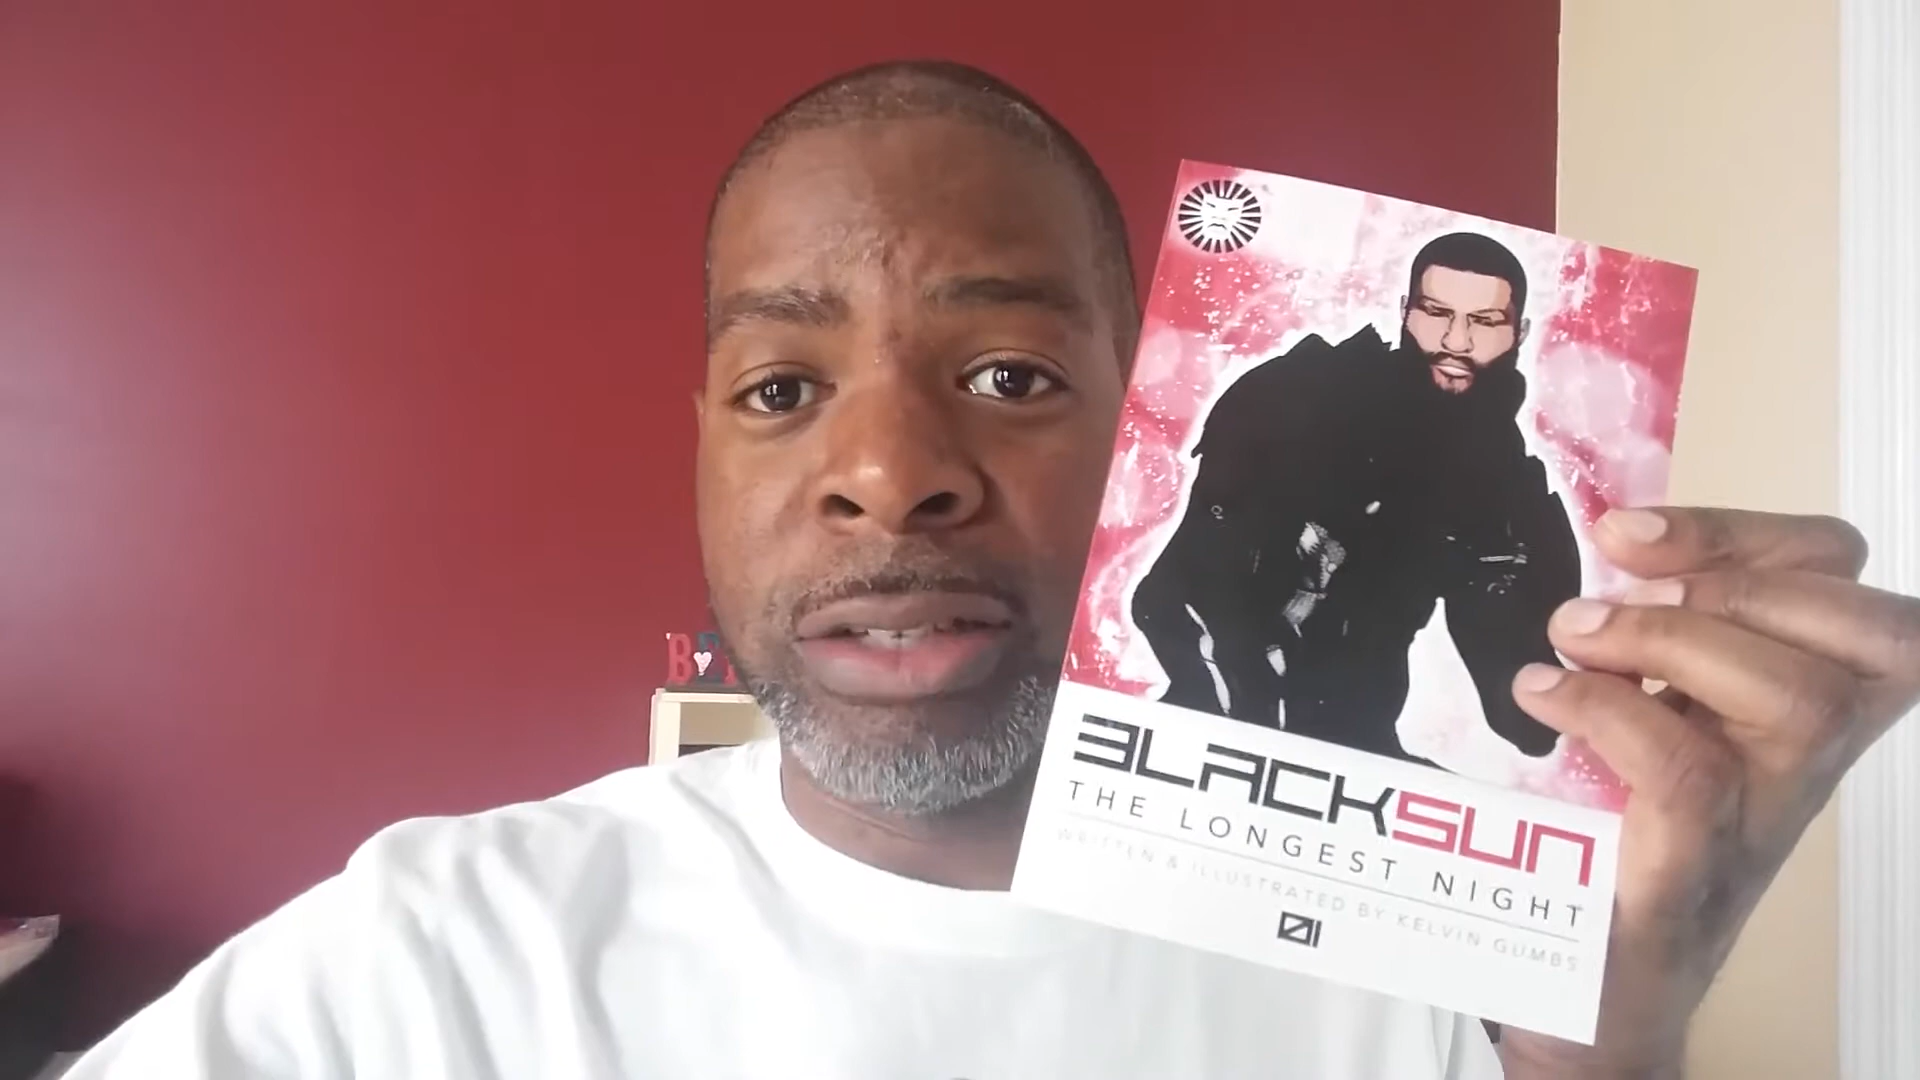 BLACKSUN
THE LONGEST NIGHT
WRITTEN & ILLUSTRATED BY KELVIN GUMBS
01